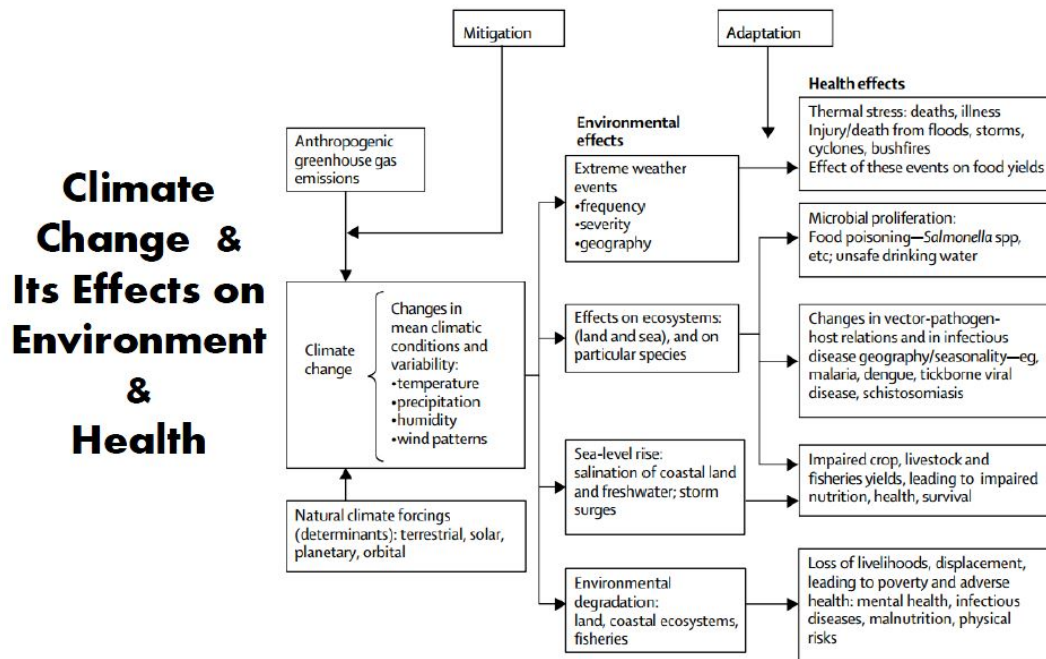 Climate
Change &
Its Effects on
Environment
&
Health
Mitigation
Adaptation
Anthropogenic
greenhouse gas
emissions
Climate
change
Changes in
mean climatic
conditions and
variability:
•temperature
•precipitation
•humidity
•wind patterns
Natural climate forcings
(determinants): terrestrial, solar,
planetary, orbital
Environmental
effects
Extreme weather
events
•frequency
•severity
•geography
Effects on ecosystems:
(land and sea), and on
particular species
Sea-level rise:
salination of coastal land
and freshwater; storm
surges
Environmental
degradation:
land, coastal ecosystems,
fisheries
Health effects
Thermal stress: deaths, illness
Injury/death from floods, storms,
cyclones, bushfires
Effect of these events on food yields
Microbial proliferation:
Food poisoning—Salmonella spp,
etc; unsafe drinking water
Changes in vector-pathogen-
host relations and in infectious
disease geography/seasonality—eg,
malaria, dengue, tickborne viral
disease, schistosomiasis
Impaired crop, livestock and
fisheries yields, leading to impaired
nutrition, health, survival
Loss of livelihoods, displacement,
leading to poverty and adverse
health: mental health, infectious
diseases, malnutrition, physical
risks